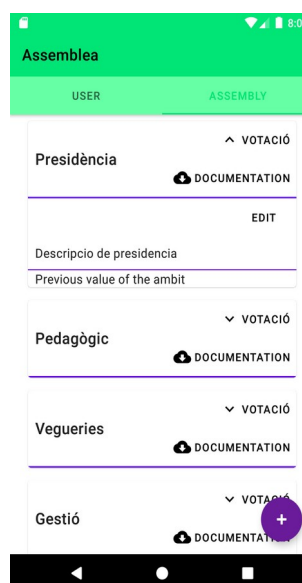 8:0
Assemblea
USER
ASSEMBLY
VOTACIÓ
Presidència
DOCUMENTATION
EDIT
Descripcio de presidencia
Previous value of the ambit
VOTACIÓ
Pedagògic
DOCUMENTATION
VOTACIÓ
Vegueries
DOCUMENTATION
Gestió